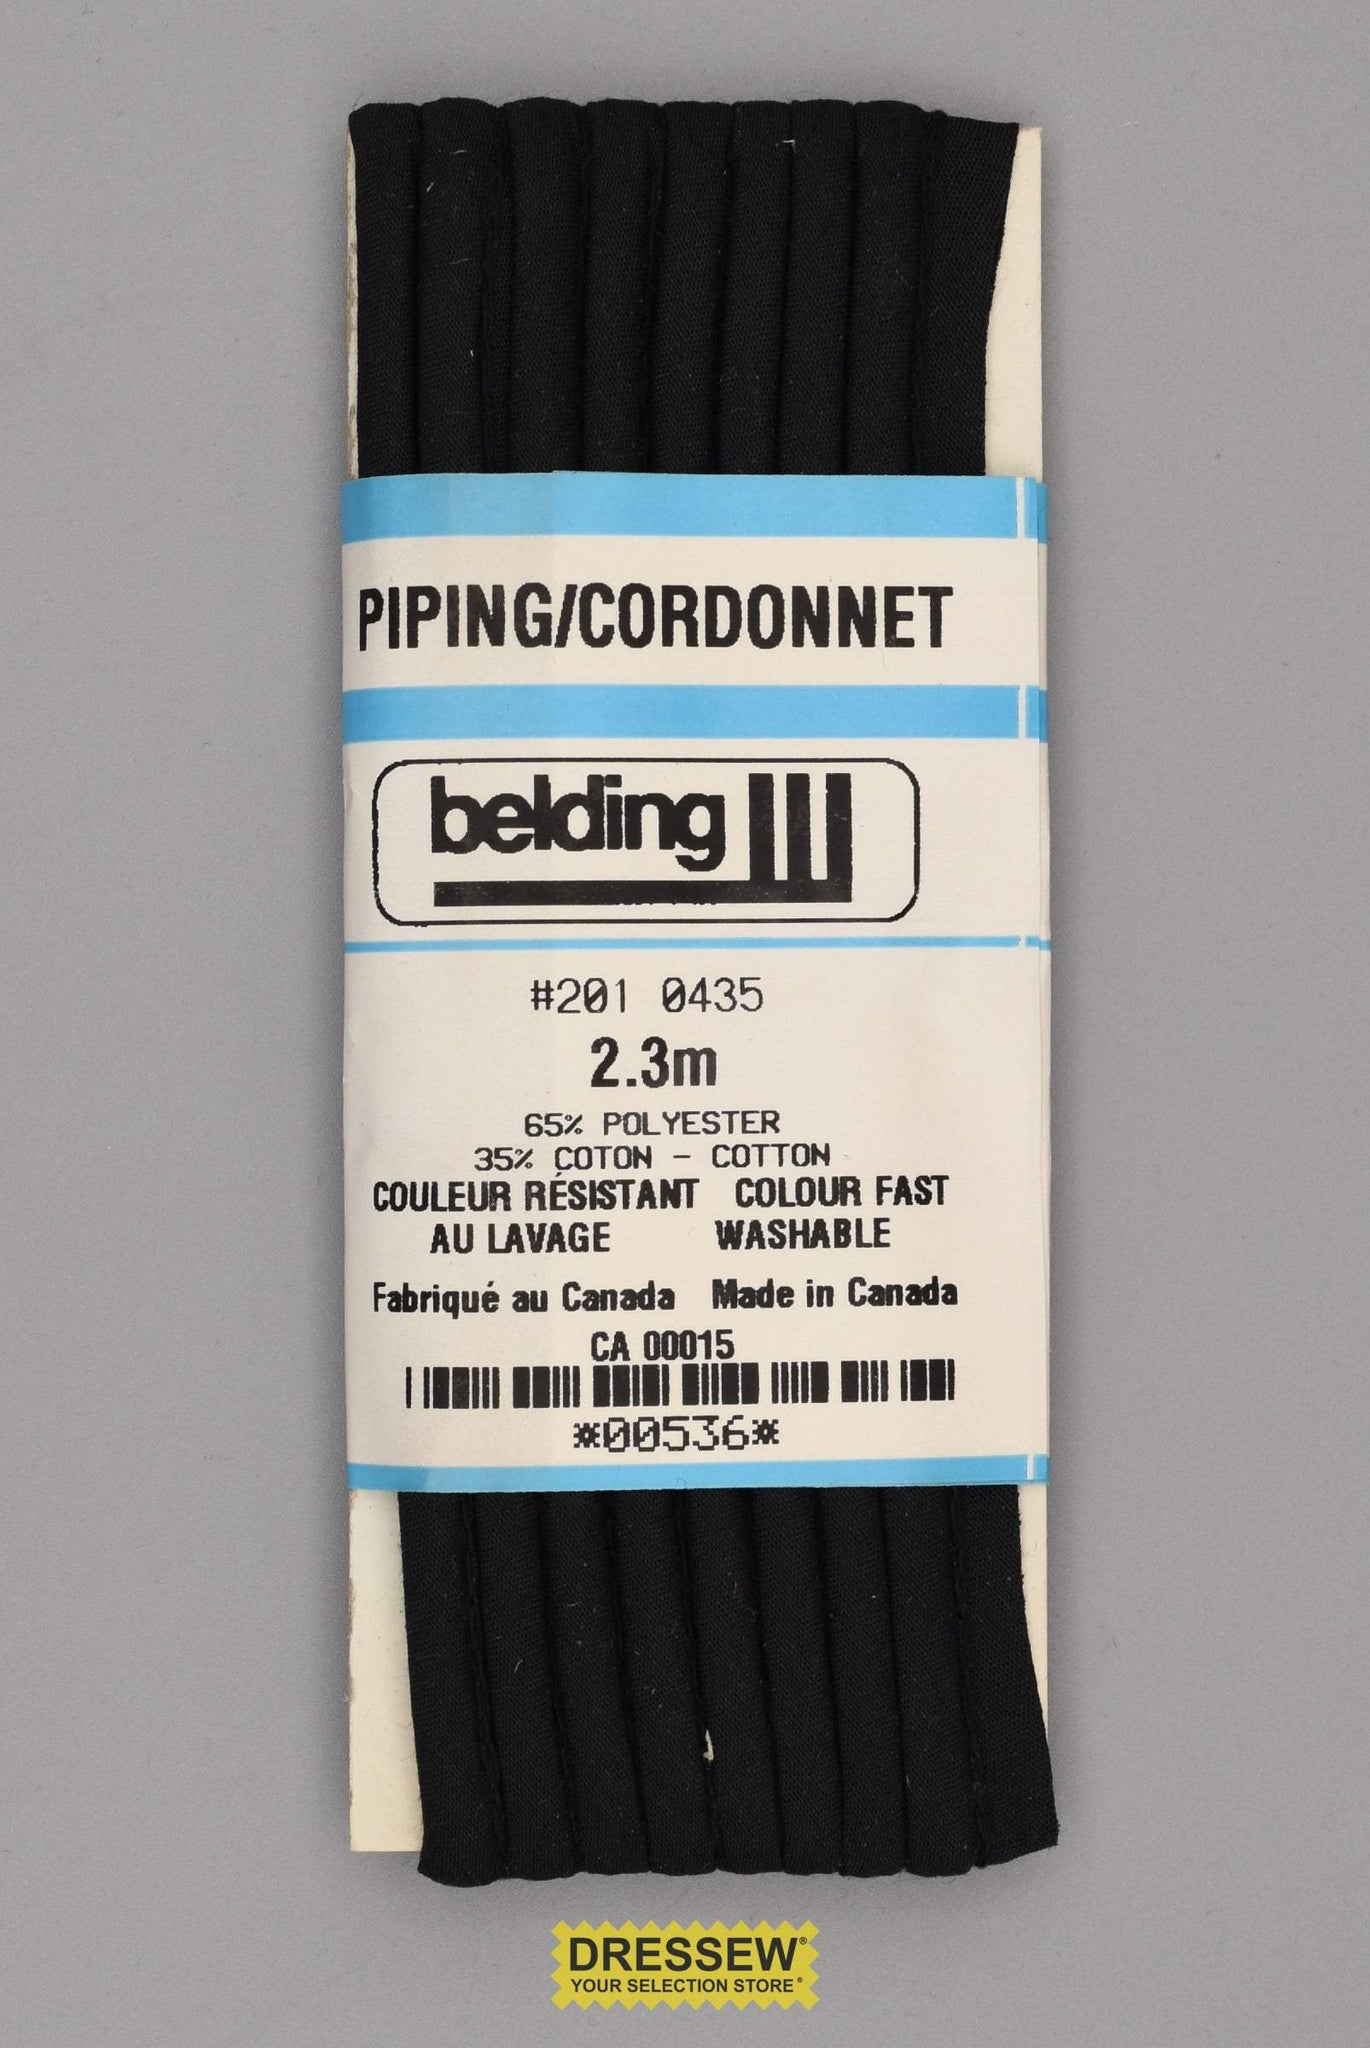 PIPING/CORDONNET
belding
#201 0435
2.3m
65% POLYESTER
35% COTON - COTTON
COULEUR RÉSISTANT COLOUR FAST
AU LAVAGE WASHABLE
Fabriqué au Canada Made in Canada
CA 00015
*00536*
DRESSEW®
YOUR SELECTION STORE®